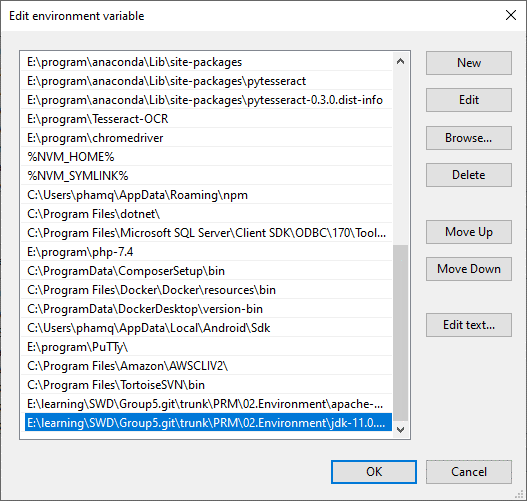 Edit environment variable
E:\program\anaconda\Lib\site-packages
E:\program\anaconda\Lib\site-packages\pytesseract
E:\program\anaconda\Lib\site-packages\pytesseract-0.3.0.dist-info
E:\program\Tesseract-OCR
E:\program\chromedriver
%NVM_HOME%
%NVM_SYMLINK%
C:\Users\phamq\AppData\Roaming\npm
C:\Program Files\dotnet\
C:\Program Files\Microsoft SQL Server\Client SDK\ODBC\170\Tool...
E:\program\php-7.4
C:\ProgramData\ComposerSetup\bin
C:\Program Files\Docker\Docker\resources\bin
C:\ProgramData\DockerDesktop\version-bin
C:\Users\phamq\AppData\Local\Android\Sdk
E:\program\PuTTy\
C:\Program Files\Amazon\AWSCLIV2\
C:\Program Files\TortoiseSVN\bin
E:\learning\SWD\Group5.git\trunk\PRM\02.Environment\apache-...
E:\learning\SWD\Group5.git\trunk\PRM\02.Environment\jdk-11.0....
New
Edit
Browse...
Delete
Move Up
Move Down
Edit text...
OK
Cancel